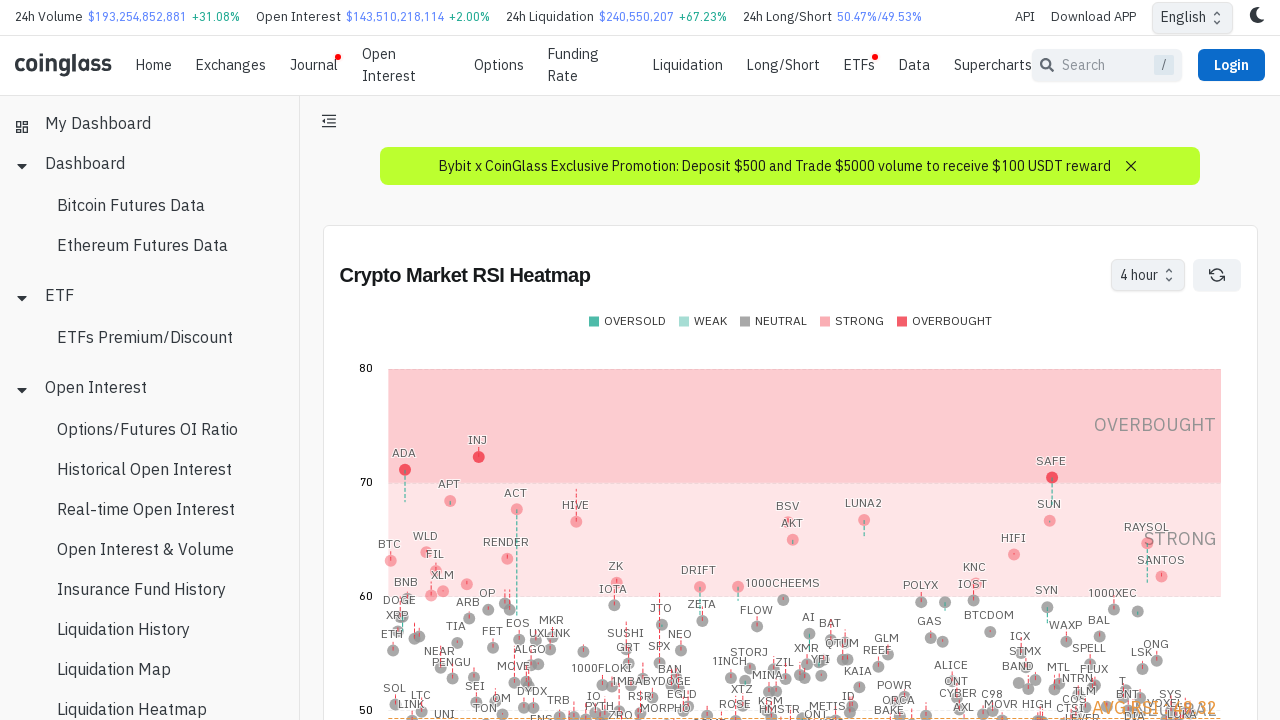 24h Volume $193,254,852,881 +31.08% Open Interest $143,510,218,114 +2.00% 24h Liquidation $240,550,207 +67.23% 24h Long/Short 50.47%/49.53% API Download APP English
coinglass Home Exchanges Journal Open Interest Options Funding Rate Liquidation Long/Short ETFs Data Supercharts Search / Login
My Dashboard
Dashboard
Bitcoin Futures Data
Ethereum Futures Data
ETF
ETFs Premium/Discount
Open Interest
Options/Futures OI Ratio
Historical Open Interest
Real-time Open Interest
Open Interest & Volume
Insurance Fund History
Liquidation History
Liquidation Map
Liquidation Heatmap
Bybit x CoinGlass Exclusive Promotion: Deposit $500 and Trade $5000 volume to receive $100 USDT reward
Crypto Market RSI Heatmap
4 hour
OVERSOLD WEAK NEUTRAL STRONG OVERBOUGHT
80
OVERBOUGHT
INJ
ADA
SAFE
70
APT
ACT
HIVE
BSV
LUNA2
SUN
AKT
RAYSOL
WLD
BTC
RENDER
HIFI
STRONG
FIL
SANTOS
ZK
DRIFT
KNC
XLM
BNB
1000CHEEMS
IOTA
POLYX
IOST
SYN
OP
1000XEC
60
DOGE
ARB
JTO
ZETA
FLOW
XRP
BTCDOM
EOS
MKR
AI
BAT
GAS
BAL
TIA
WAXP
ETH
FET
UXLINK
SUSHI
NEO
ICX
GLM
QTUM
ONG
NEAR
ALGO
GRT
SPX
STORJ
XMR
REEF
STMX
SPELL
LSK
PENGU
MOVE
1000FLOKI
BAN
1INCH
ZIL
YFI
ALICE
BAND
MTL
FLUX
KAIA
MINA
NTRN
SOL
SEI
DYDX
1MBABYDOGE
XTZ
POWR
ONT
T
LTC
OM
TRB
IO
RSR
EGLD
ID
CYBER
C98
TLM
BNT
SYS
LINK
TON
PYTH
MORPHO
ROSE
KSM
METIS
ORCA
AXL
MOVR
HIGH
CSS
UNI
ENS
ZRO
HMSTR
BAKE
CTSI
50